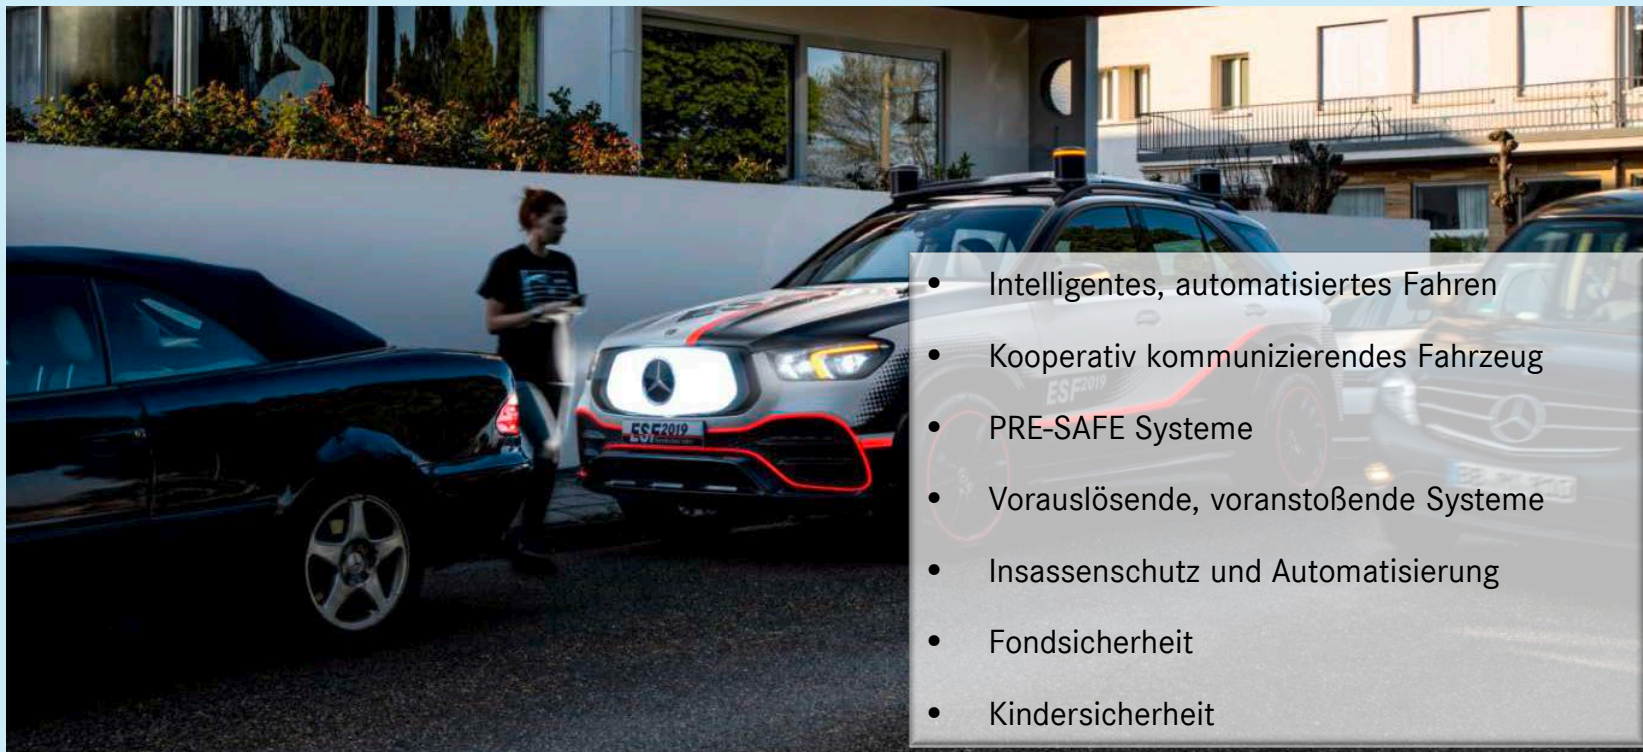 • Intelligentes, automatisiertes Fahren
• Kooperativ kommunizierendes Fahrzeug
• PRE-SAFE Systeme
• Vorauslösende, voranstoßende Systeme
• Insassenschutz und Automatisierung
• Fondsicherheit
• Kindersicherheit
ESF2019
ESF2019